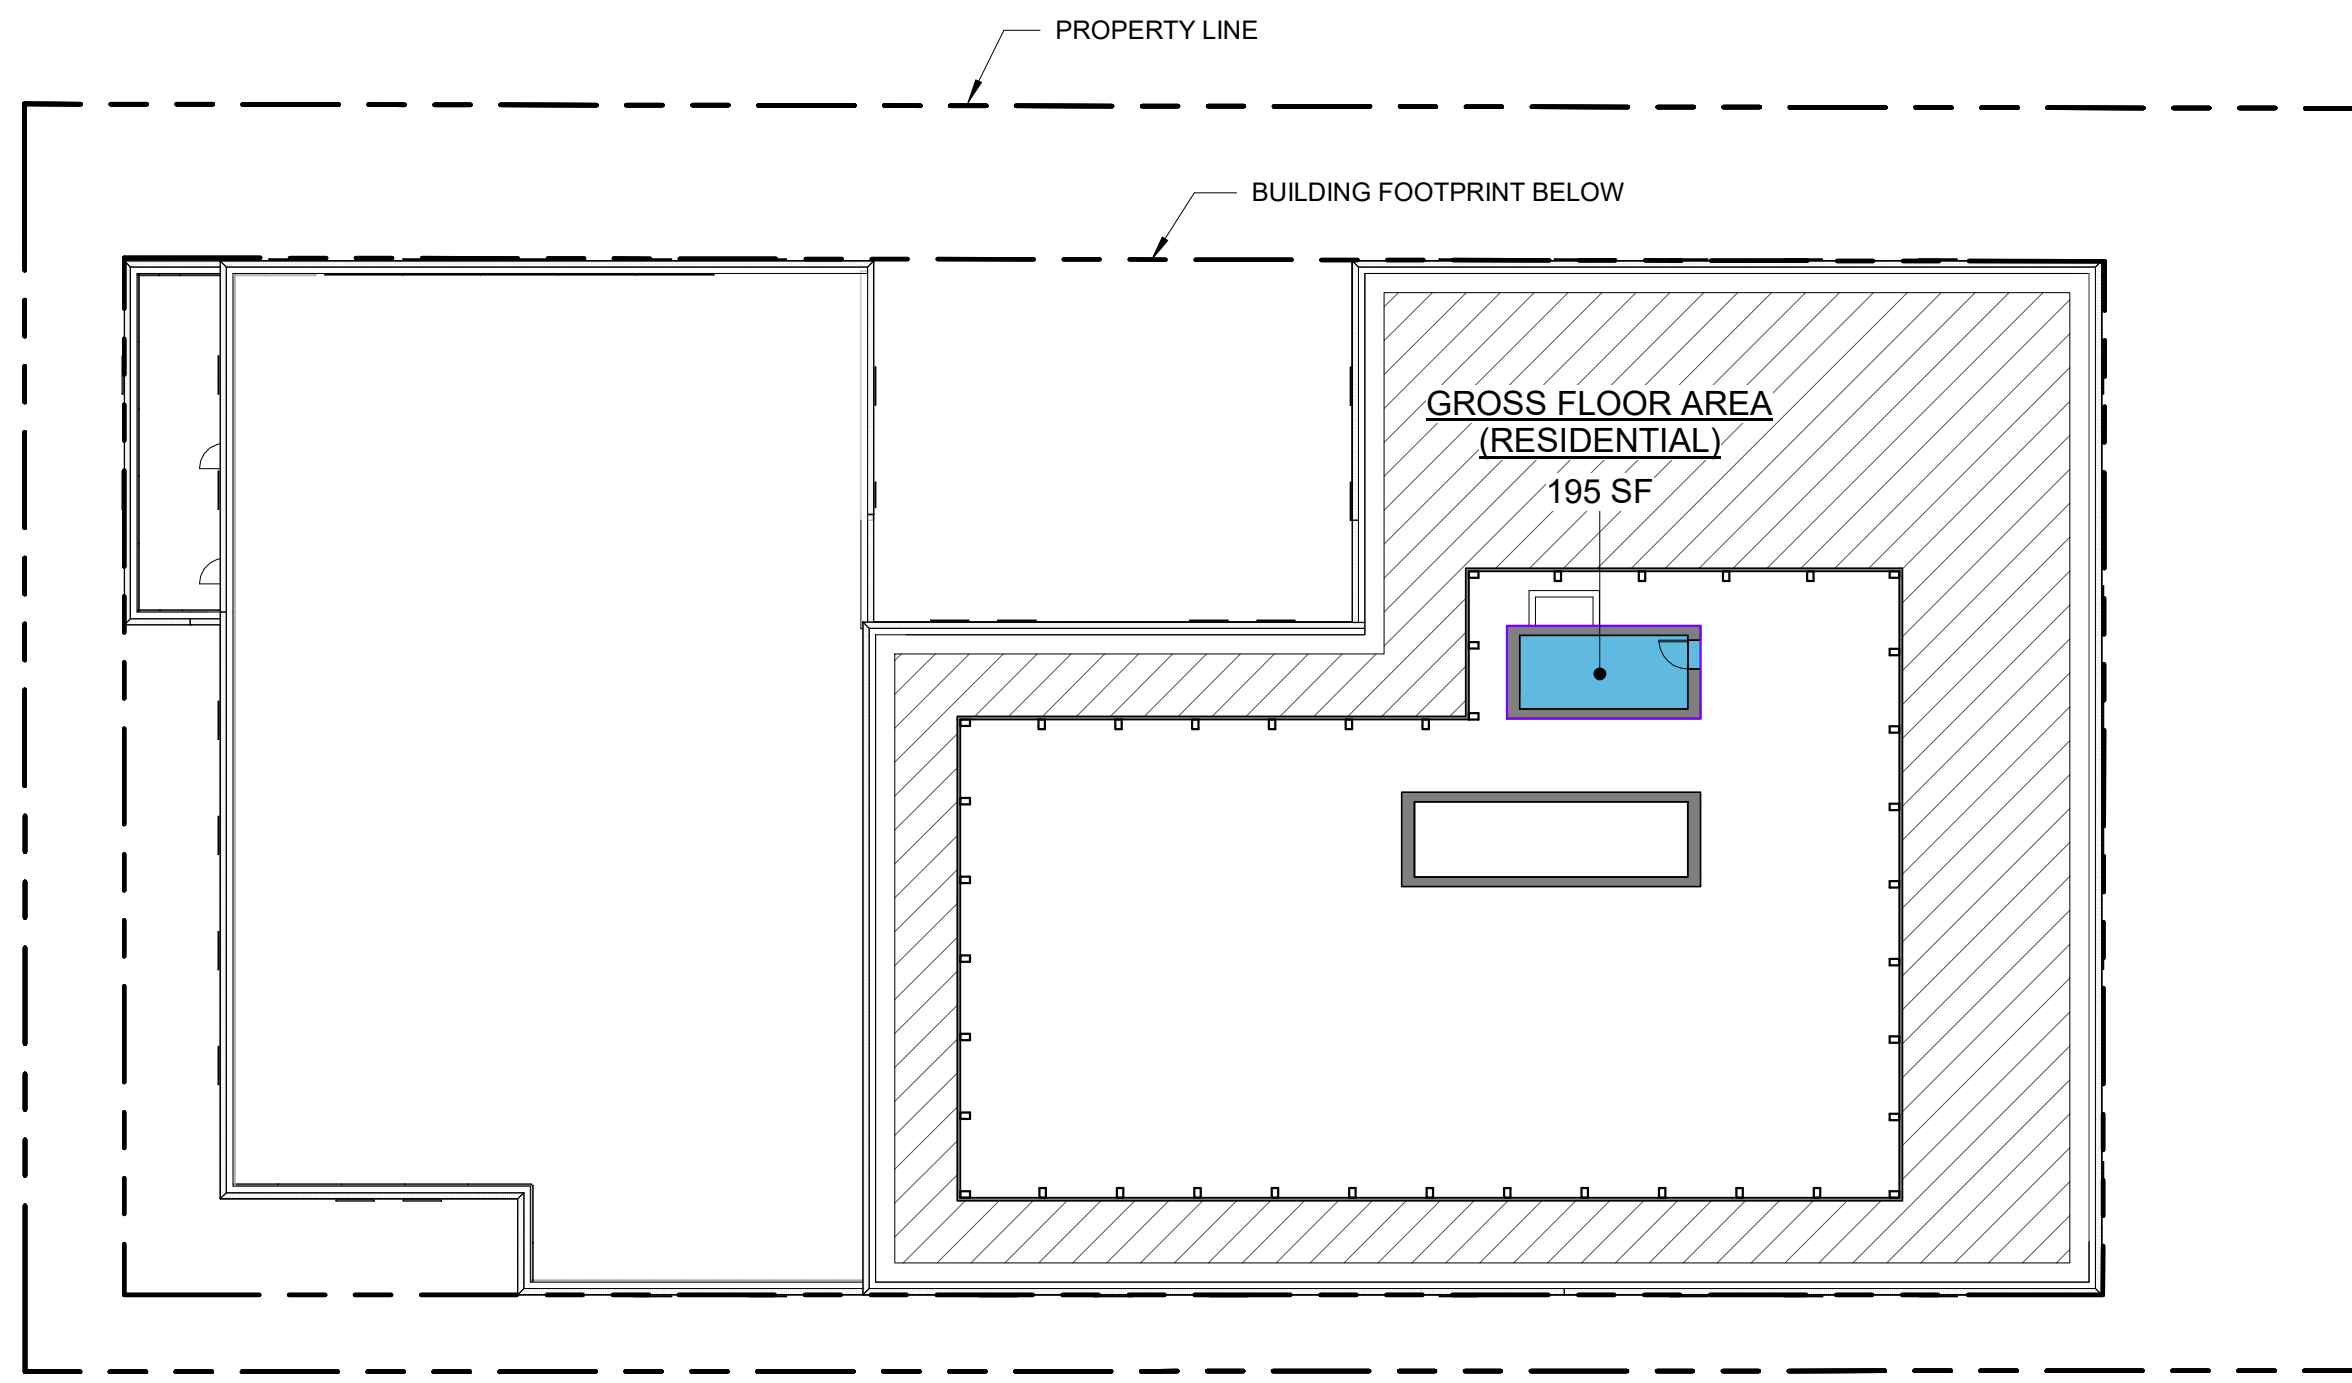 PROPERTY LINE
BUILDING FOOTPRINT BELOW
GROSS FLOOR AREA
(RESIDENTIAL)
195 SF